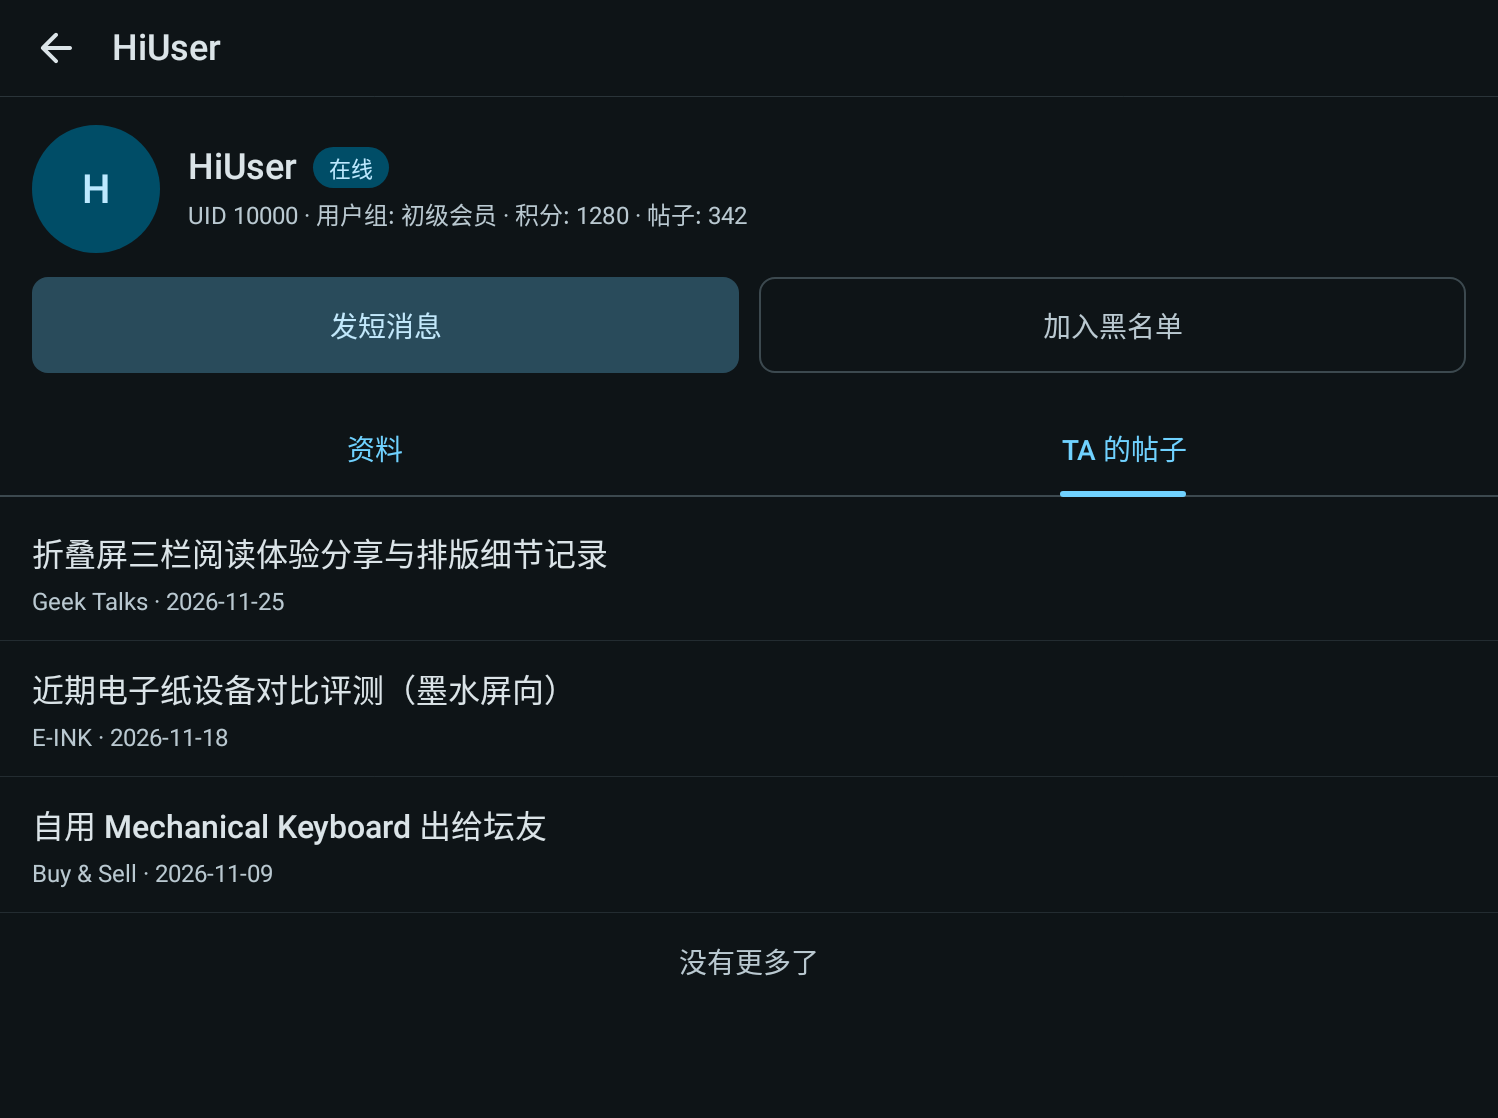 HiUser
H
HiUser 在线
UID 10000 · 用户组: 初级会员 · 积分: 1280 · 帖子: 342
发短消息 加入黑名单
资料 TA 的帖子
折叠屏三栏阅读体验分享与排版细节记录
Geek Talks · 2026-11-25
近期电子纸设备对比评测（墨水屏向）
E-INK · 2026-11-18
自用 Mechanical Keyboard 出给坛友
Buy & Sell · 2026-11-09
没有更多了